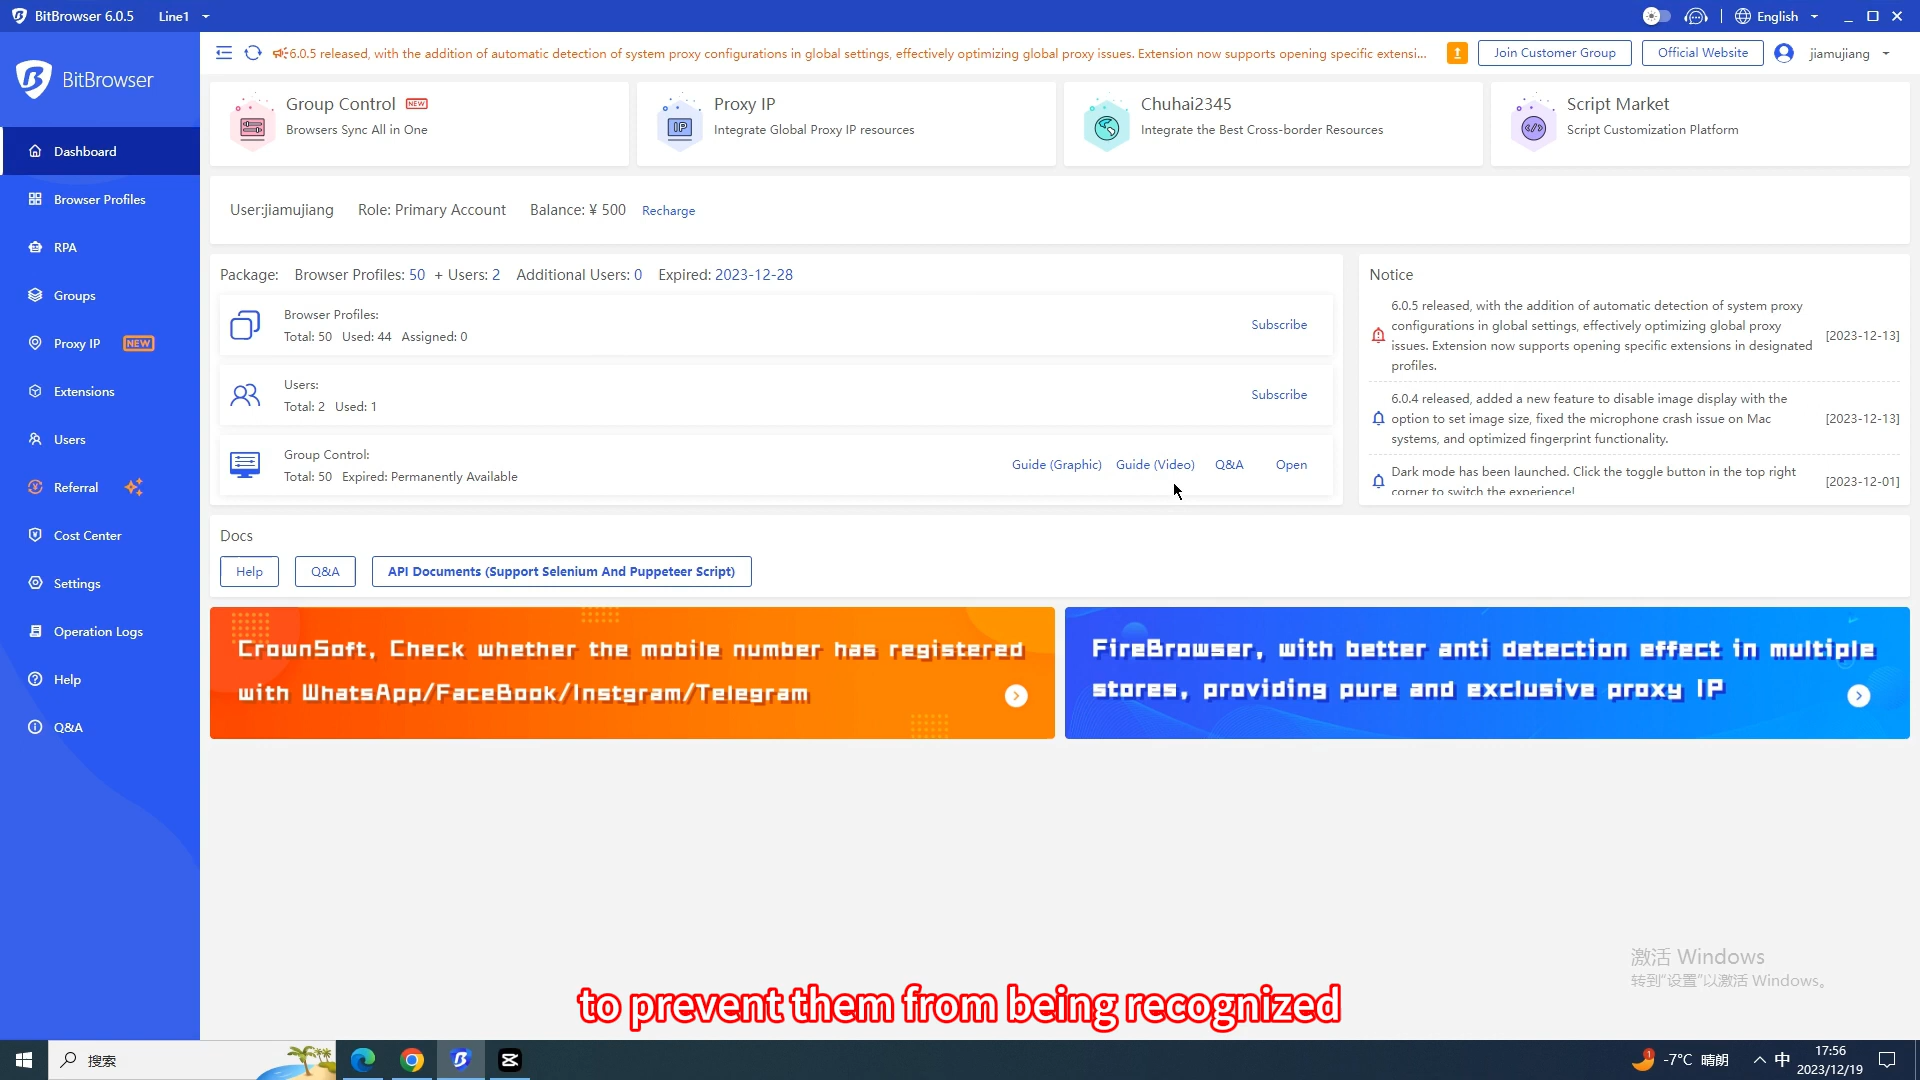 BitBrowser 6.0.5 Line1
English
BitBrowser
6.0.5 released, with the addition of automatic detection of system proxy configurations in global settings, effectively optimizing global proxy issues. Extension now supports opening specific extensi...
Join Customer Group
Official Website
jiamujiang
Dashboard
Browser Profiles
RPA
Groups
Proxy IP NEW
Extensions
Users
Referral
Cost Center
Settings
Operation Logs
Help
Q&A
Group Control NEW
Browsers Sync All in One
Proxy IP
Integrate Global Proxy IP resources
Chuhai2345
Integrate the Best Cross-border Resources
Script Market
Script Customization Platform
User:jiamujiang Role: Primary Account Balance: ¥ 500 Recharge
Package: Browser Profiles: 50 + Users: 2 Additional Users: 0 Expired: 2023-12-28
Browser Profiles:
Total: 50 Used: 44 Assigned: 0
Subscribe
Users:
Total: 2 Used: 1
Subscribe
Group Control:
Total: 50 Expired: Permanently Available
Guide (Graphic) Guide (Video) Q&A Open
Notice
6.0.5 released, with the addition of automatic detection of system proxy
configurations in global settings, effectively optimizing global proxy
issues. Extension now supports opening specific extensions in designated
profiles.
[2023-12-13]
6.0.4 released, added a new feature to disable image display with the
option to set image size, fixed the microphone crash issue on Mac
systems, and optimized fingerprint functionality.
[2023-12-13]
Dark mode has been launched. Click the toggle button in the top right
corner to switch the experience!
[2023-12-01]
Docs
Help
Q&A
API Documents (Support Selenium And Puppeteer Script)
CrownSoft, Check whether the mobile number has registered
with WhatsApp/FaceBook/Instgram/Telegram
FireBrowser, with better anti detection effect in multiple
stores, providing pure and exclusive proxy IP
激活 Windows
转到“设置”以激活 Windows。
to prevent them from being recognized
搜索
1
-7°C 晴朗
中
17:56
2023/12/19